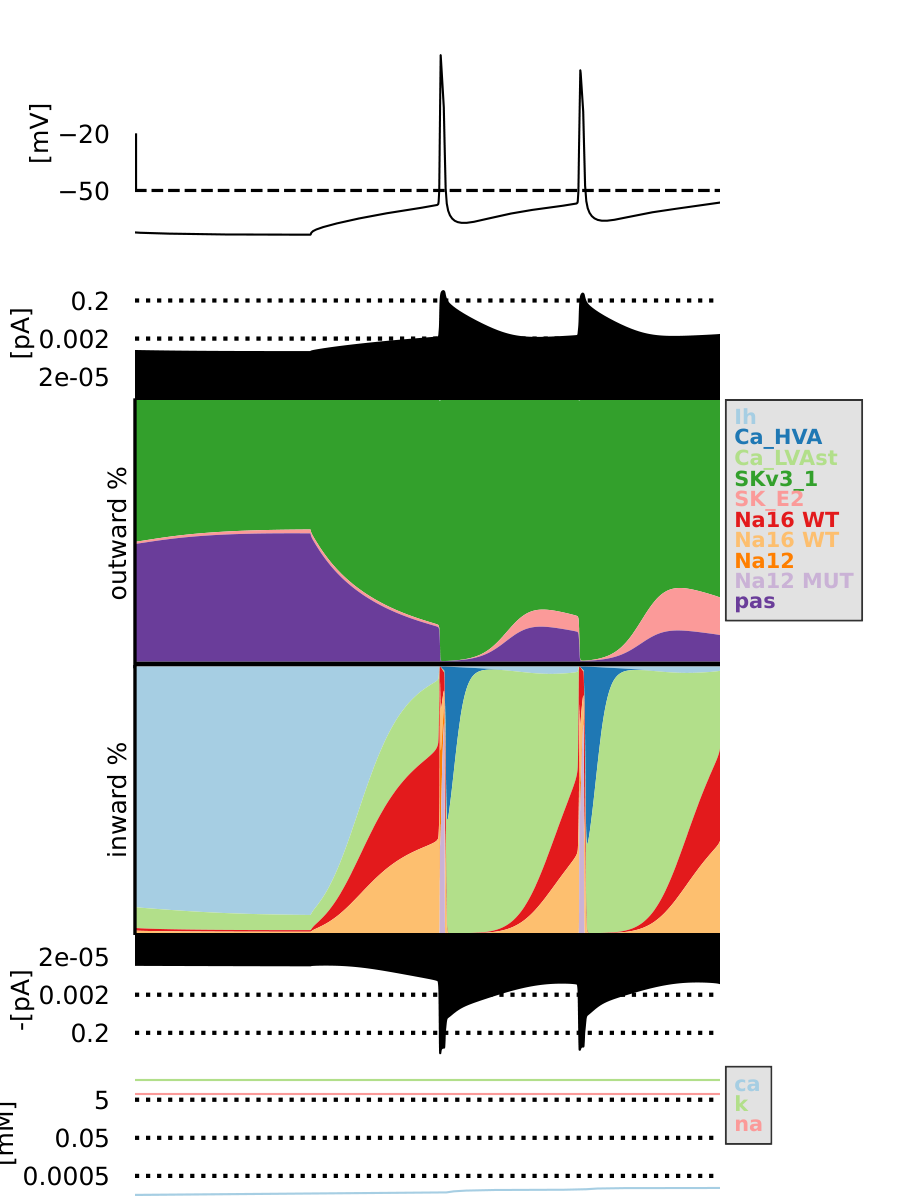 [mV]
−20
−50
[pA]
0.2
0.002
2e-05
outward %
Ih
Ca_HVA
Ca_LVAst
SKv3_1
SK_E2
Na16 WT
Na16 WT
Na12
Na12 MUT
pas
inward %
-[pA]
2e-05
0.002
0.2
[mM]
5
0.05
0.0005
ca
k
na